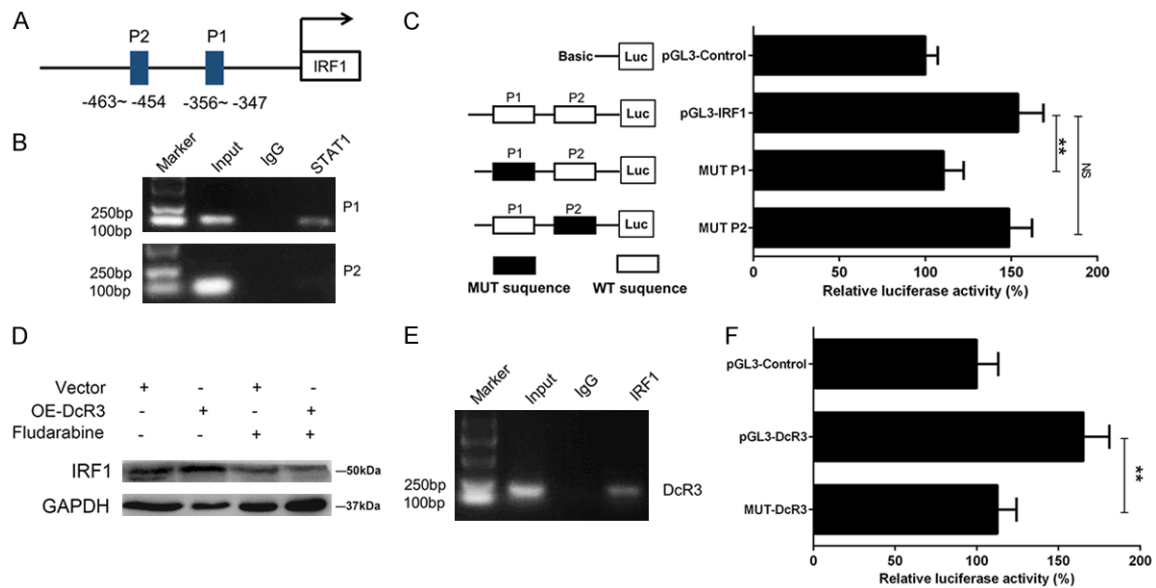 A
P2 P1
IRF1
-463~ -454 -356~ -347
B
Marker Input IgG STAT1
250bp
100bp
P1
250bp
100bp
P2
C
Basic Luc pGL3-Control
P1 P2
Luc pGL3-IRF1
P1 P2
Luc MUT P1
P1 P2
Luc MUT P2
MUT suquence WT suquence
**
NS
0 50 100 150 200
Relative luciferase activity (%)
D
Vector + - + -
OE-DcR3 - + - +
Fludarabine - - + +
IRF1 —50kDa
GAPDH —37kDa
E
Marker Input IgG IRF1
250bp
100bp
DcR3
F
pGL3-Control
pGL3-DcR3
MUT-DcR3
**
0 50 100 150 200
Relative luciferase activity (%)